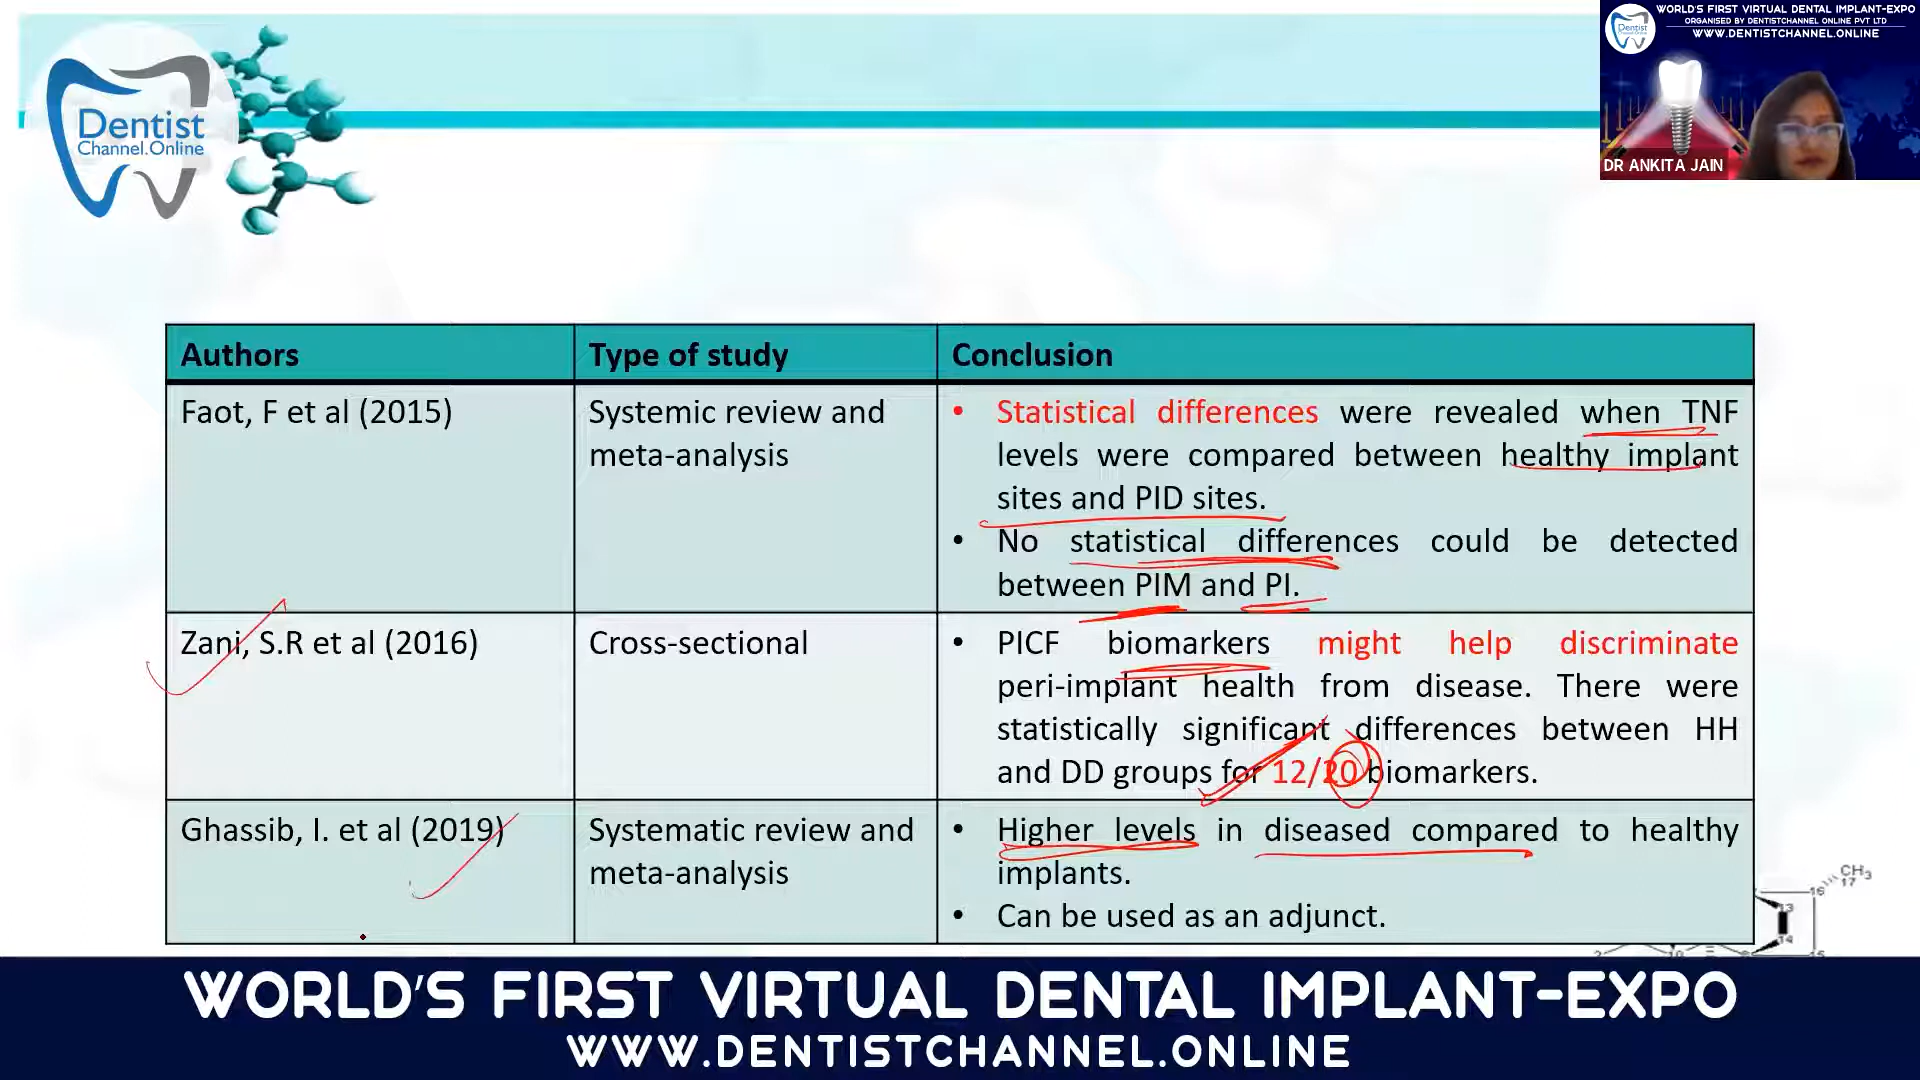 Dentist
Channel.Online
Dentist
WORLD'S FIRST VIRTUAL DENTAL IMPLANT-EXPO
ORGANISED BY DENTISTCHANNEL ONLINE PVT LTD
WWW.DENTISTCHANNEL.ONLINE
DR ANKITA JAIN
Authors
Type of study
Conclusion
Faot, F et al (2015)
Systemic review and
meta-analysis
• Statistical differences were revealed when TNF
levels were compared between healthy implant
sites and PID sites.
• No statistical differences could be detected
between PIM and PI.
Zani, S.R et al (2016)
Cross-sectional
• PICF biomarkers might help discriminate
peri-implant health from disease. There were
statistically significant differences between HH
and DD groups for 12/20 biomarkers.
Ghassib, I. et al (2019)
Systematic review and
meta-analysis
• Higher levels in diseased compared to healthy
implants.
• Can be used as an adjunct.
CH3
17
16
13
14
WORLD'S FIRST VIRTUAL DENTAL IMPLANT-EXPO
WWW.DENTISTCHANNEL.ONLINE